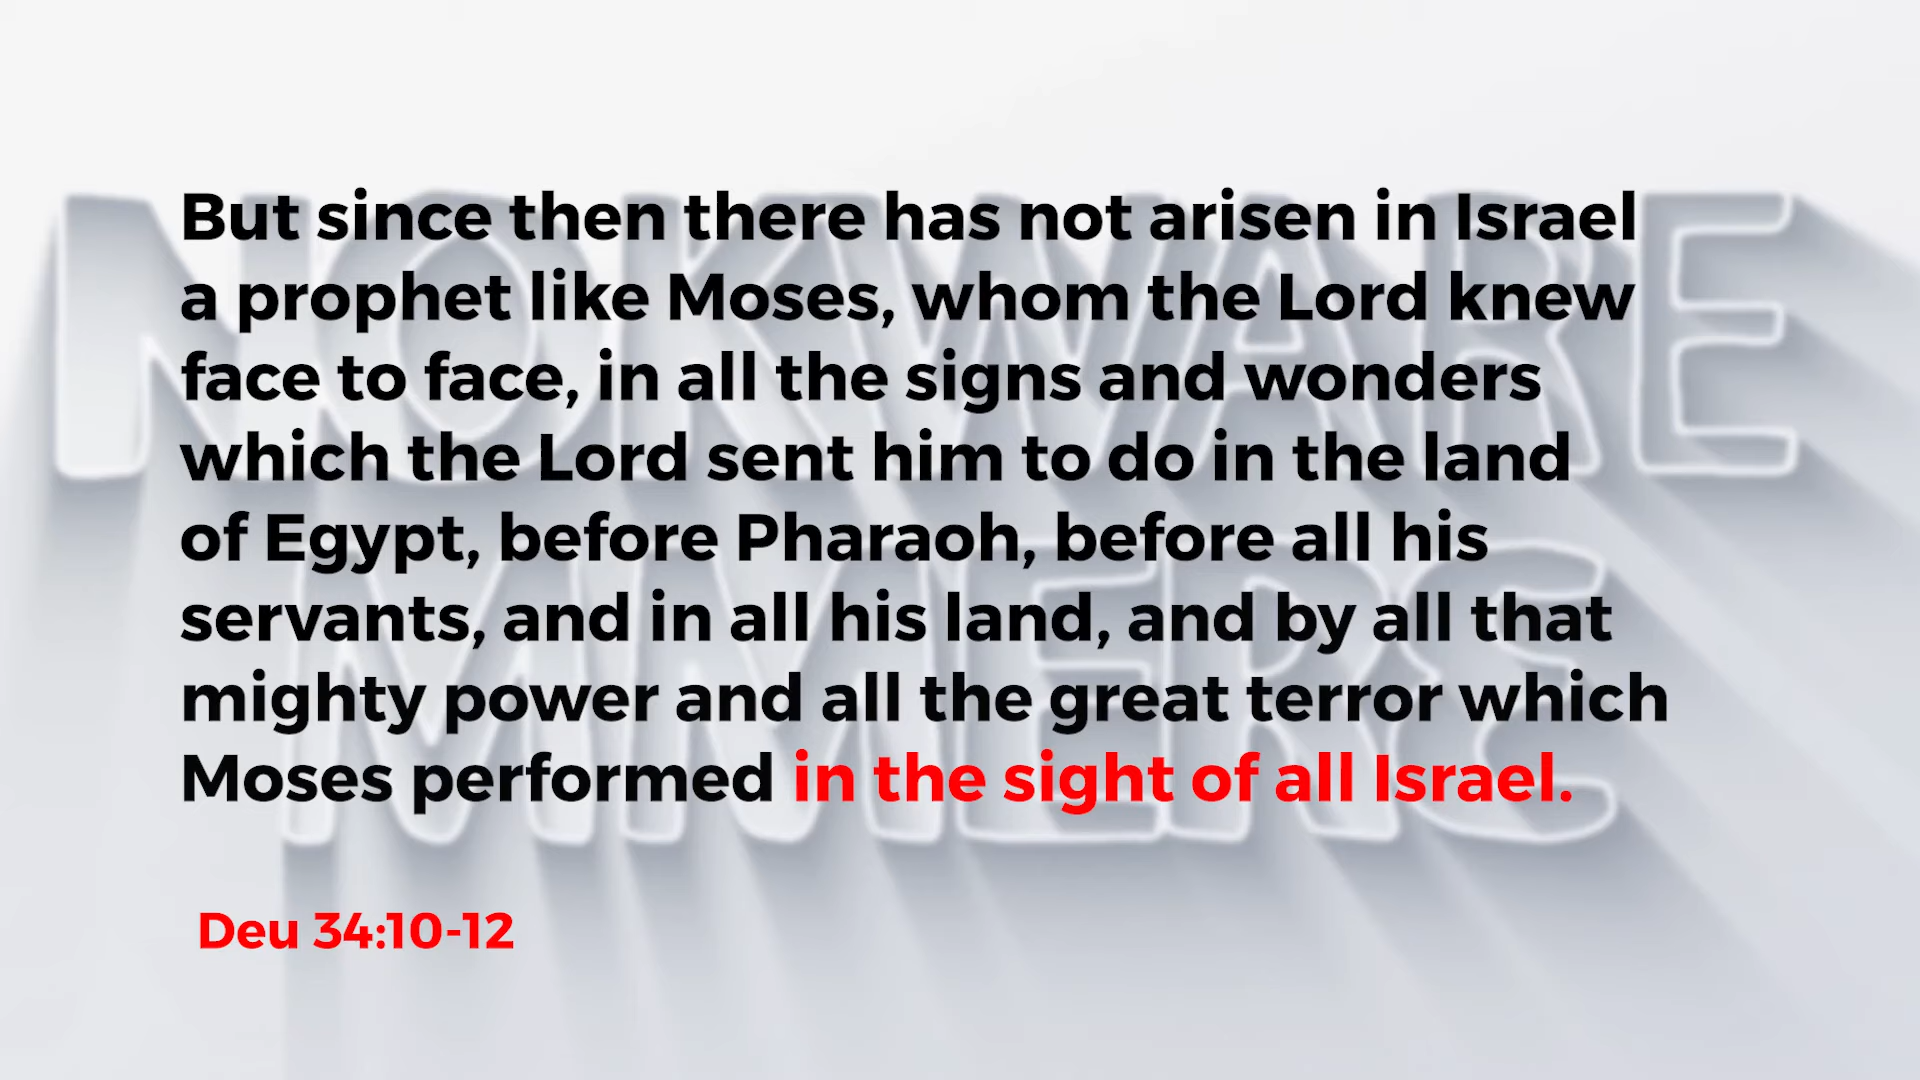 NOKWARE
MMERƐ
But since then there has not arisen in Israel
a prophet like Moses, whom the Lord knew
face to face, in all the signs and wonders
which the Lord sent him to do in the land
of Egypt, before Pharaoh, before all his
servants, and in all his land, and by all that
mighty power and all the great terror which
Moses performed in the sight of all Israel.
Deu 34:10-12